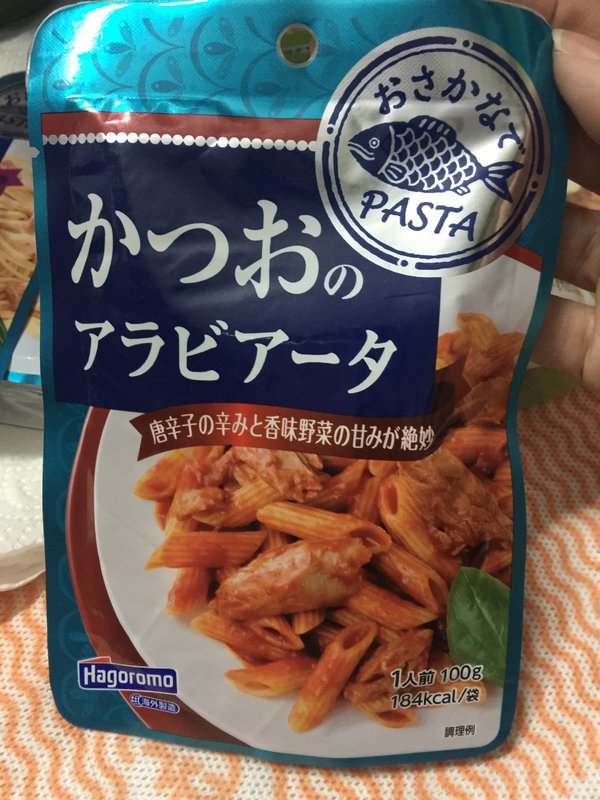 おさかなで
PASTA
かつおの
アラビアータ
唐辛子の辛みと香味野菜の甘みが絶妙
Hagoromo
海外製造
1人前 100g
184kcal/袋
調理例